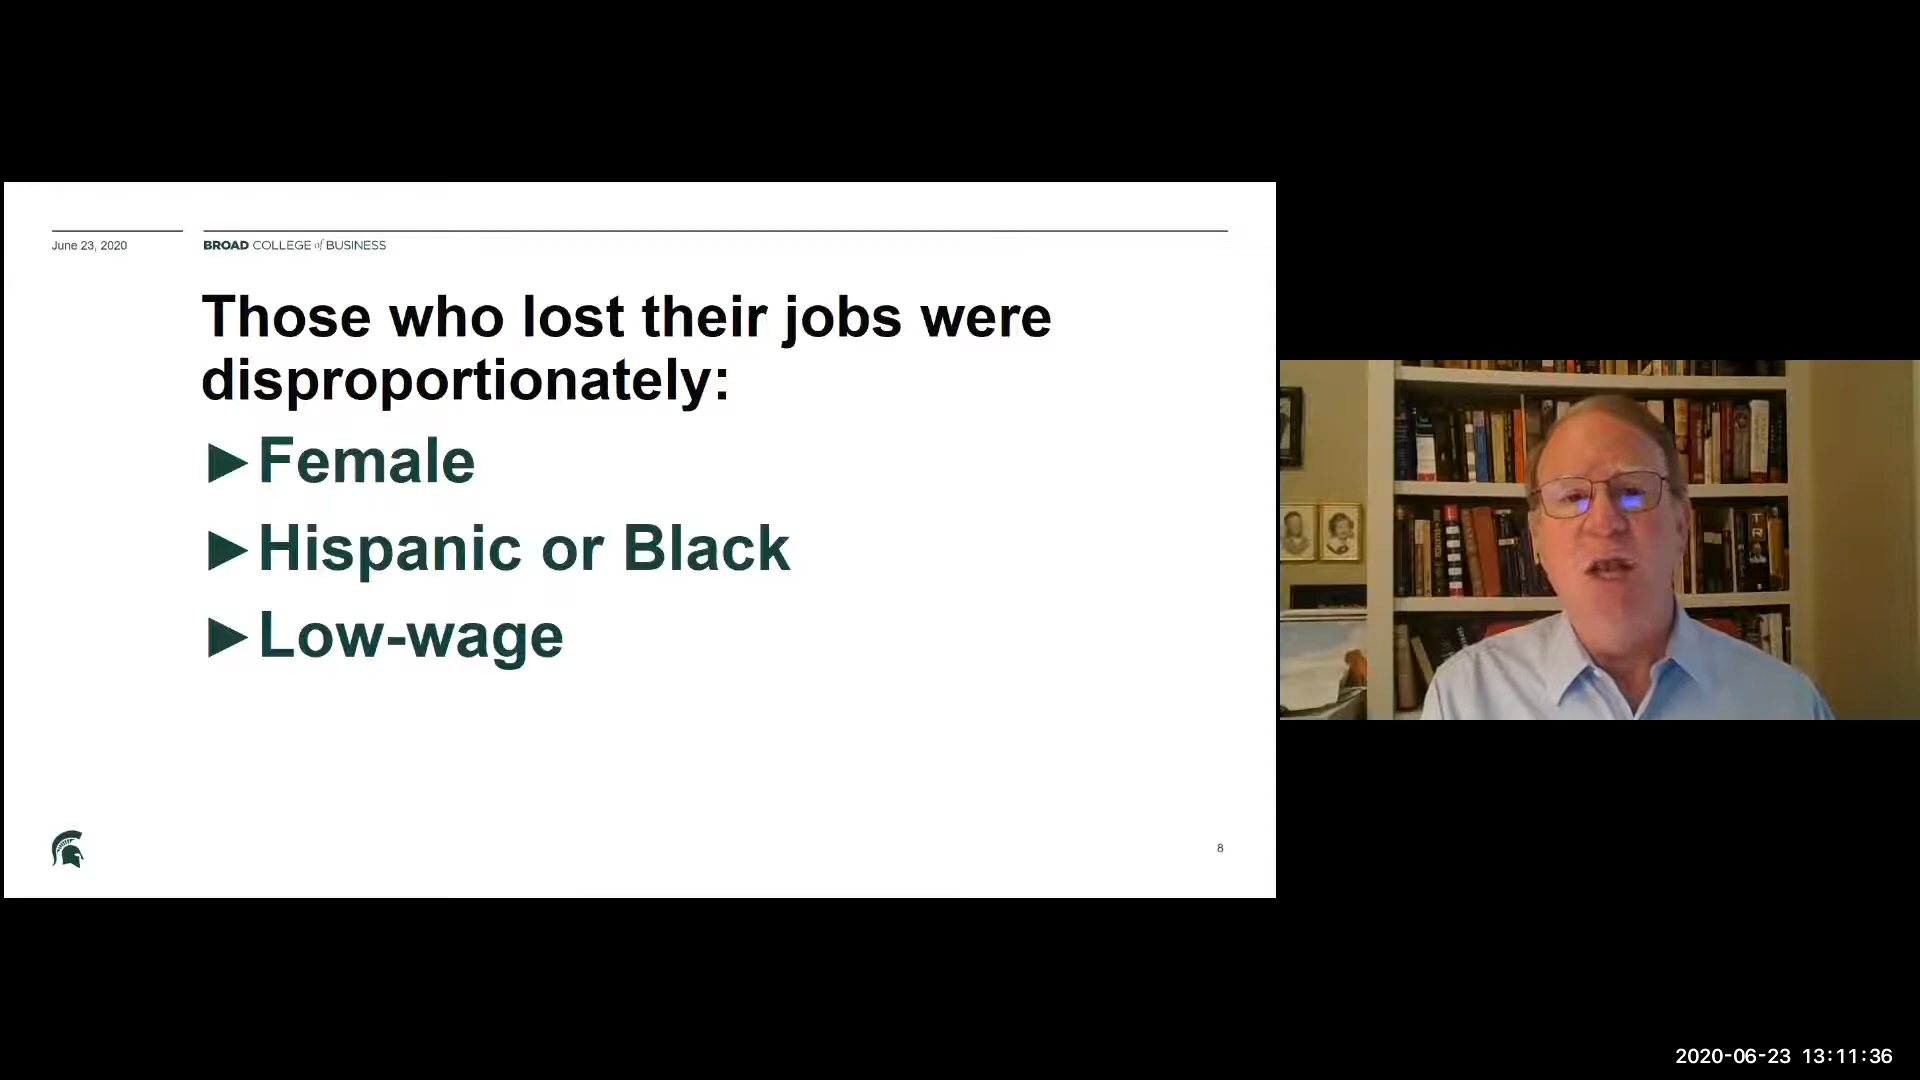 June 23, 2020
BROAD COLLEGE of BUSINESS
Those who lost their jobs were
disproportionately:
►Female
►Hispanic or Black
►Low-wage
8
2020-06-23 13:11:36